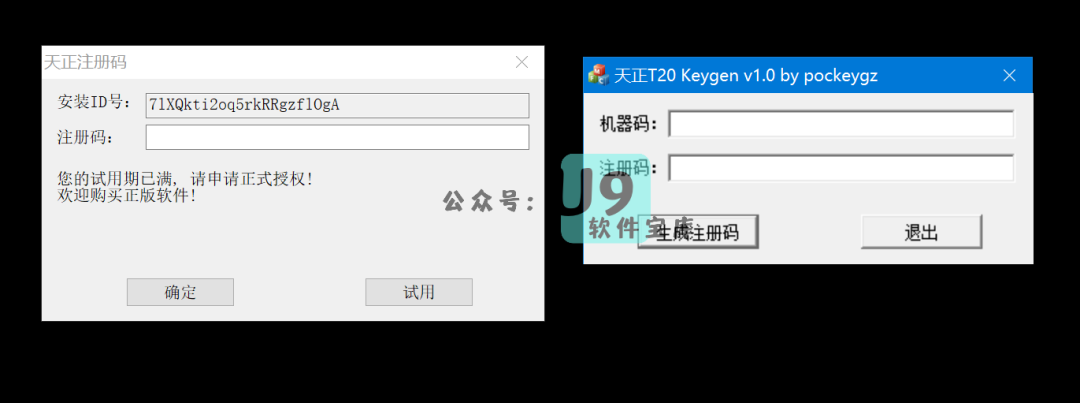 天正注册码
安装ID号: 7lXQkti2oq5rkRRgzflOgA
注册码:
您的试用期已满, 请申请正式授权!
欢迎购买正版软件!
确定
试用
天正T20 Keygen v1.0 by pockeygz
机器码:
注册码:
生成注册码
退出
公众号:
U9
软件宝库